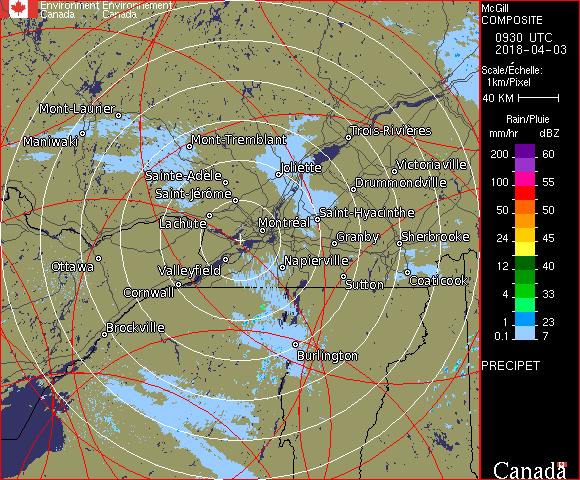 Environment Environnement
Canada Canada
McGill
COMPOSITE
0930 UTC
2018-04-03
Scale/Échelle:
1km/Pixel
40 KM
Rain/Pluie
mm/hr dBZ
200 60
100 55
50 50
24 45
12 40
4 33
1 23
0.1 7
PRECIPET
Canada
Mont-Laurier
Maniwaki
Mont-Tremblant
Trois-Rivières
Sainte-Adèle
Joliette
Victoriaville
Saint-Jérôme
Drummondville
Lachute
Montréal
Saint-Hyacinthe
Granby
Sherbrooke
Ottawa
Valleyfield
Napierville
Cornwall
Sutton
Coaticook
Brockville
Burlington